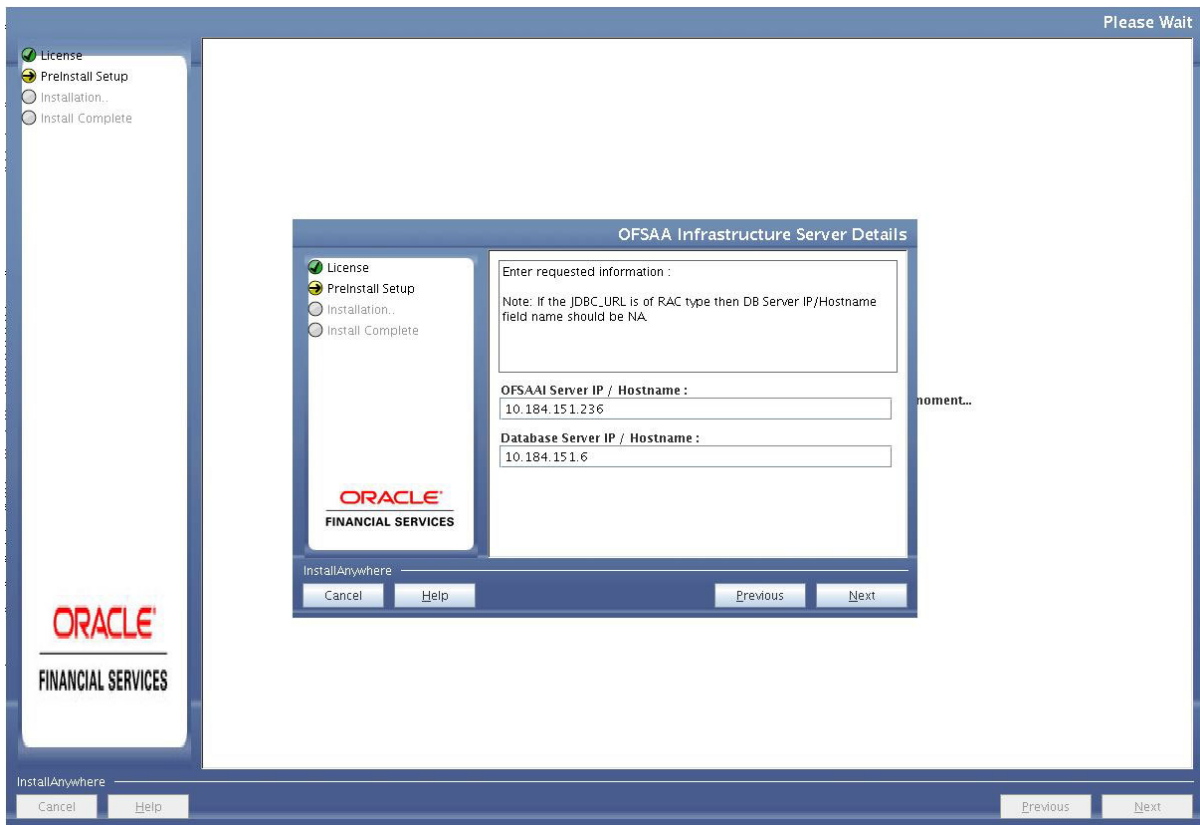 Please Wait
License
PreInstall Setup
Installation..
Install Complete
OFSAA Infrastructure Server Details
License
PreInstall Setup
Installation..
Install Complete
Enter requested information :
Note: If the JDBC_URL is of RAC type then DB Server IP/Hostname
field name should be NA.
OFSAAI Server IP / Hostname :
10.184.151.236
Database Server IP / Hostname :
10.184.151.6
ORACLE
FINANCIAL SERVICES
InstallAnywhere
Cancel Help Previous Next
noment...
ORACLE
FINANCIAL SERVICES
InstallAnywhere
Cancel Help Previous Next